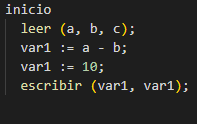 inicio
leer (a, b, c);
var1 := a - b;
var1 := 10;
escribir (var1, var1);